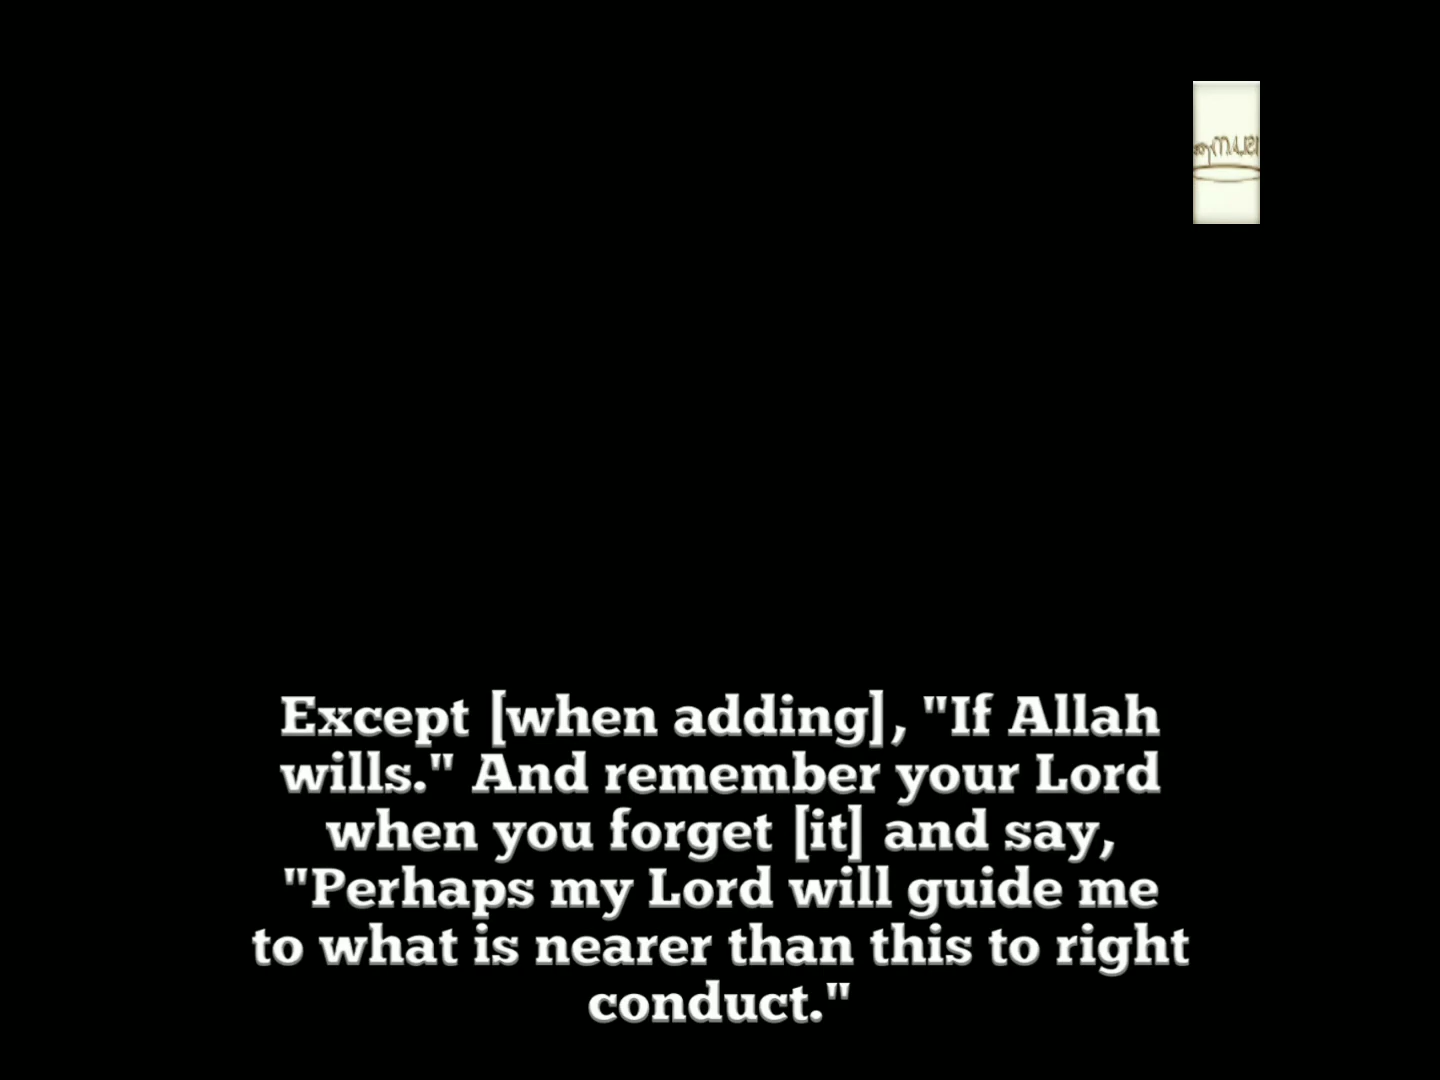 Except [when adding], "If Allah
wills." And remember your Lord
when you forget [it] and say,
"Perhaps my Lord will guide me
to what is nearer than this to right
conduct."